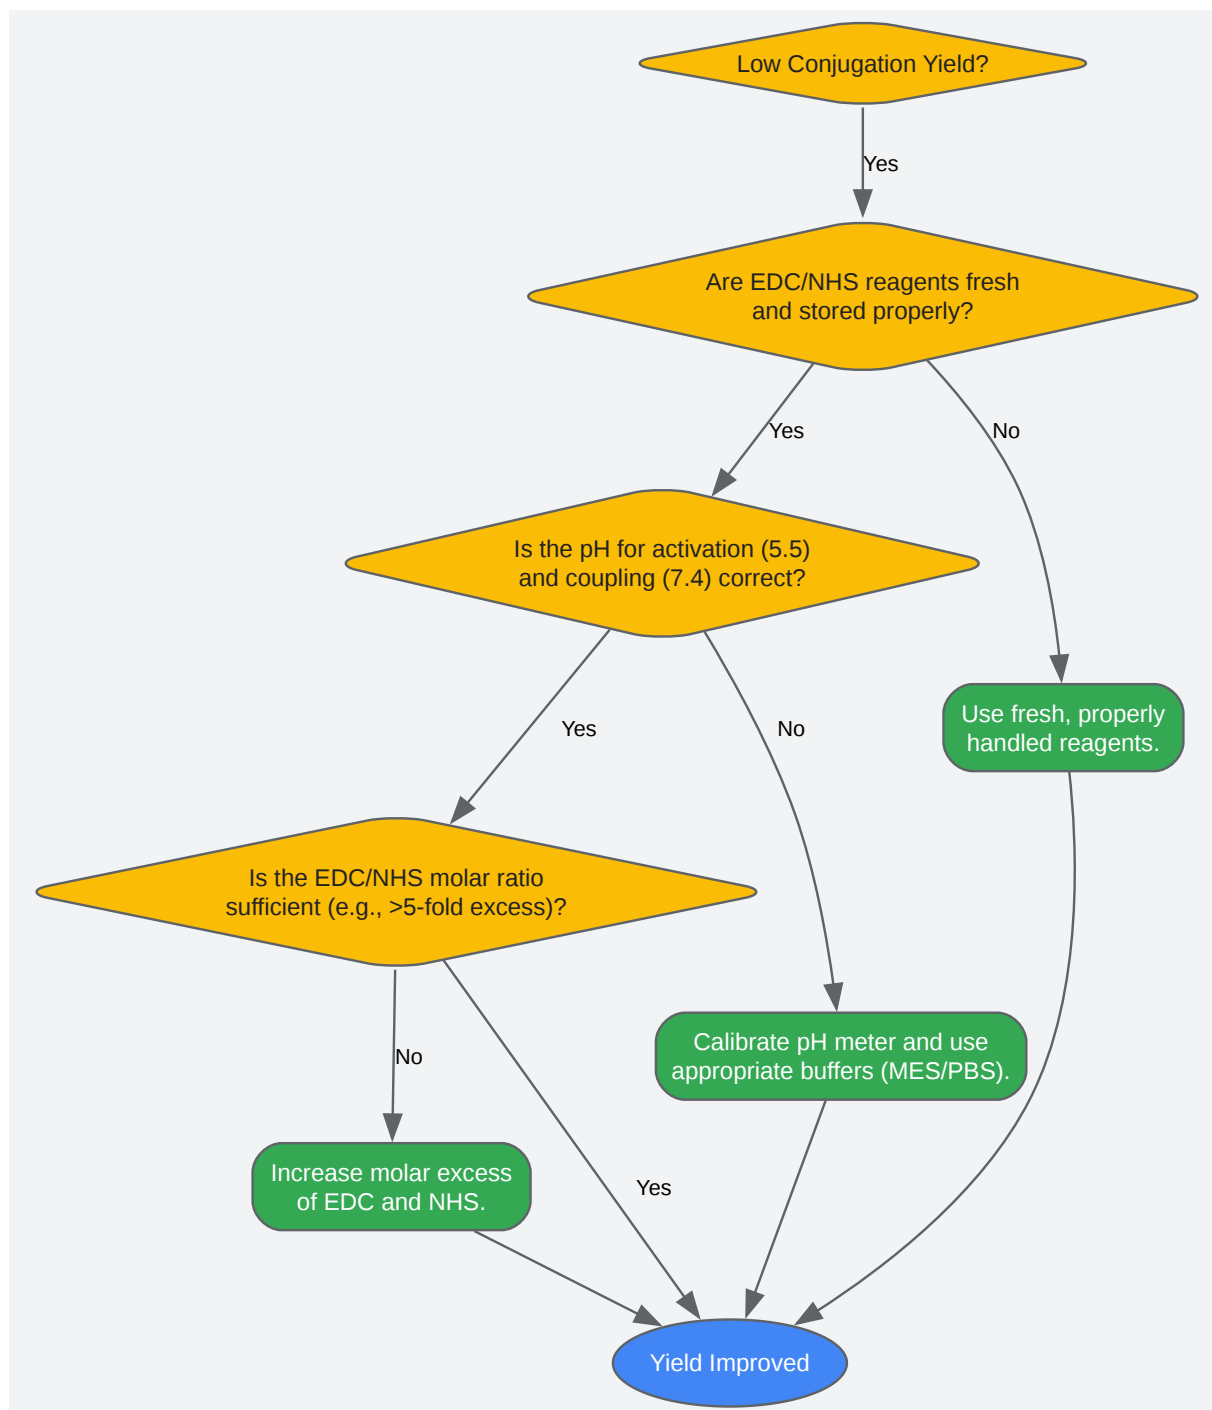 Low Conjugation Yield?
Yes
Are EDC/NHS reagents fresh
and stored properly?
Yes
No
Is the pH for activation (5.5)
and coupling (7.4) correct?
Yes
No
Use fresh, properly
handled reagents.
Is the EDC/NHS molar ratio
sufficient (e.g., >5-fold excess)?
No
Calibrate pH meter and use
appropriate buffers (MES/PBS).
Increase molar excess
of EDC and NHS.
Yes
Yield Improved